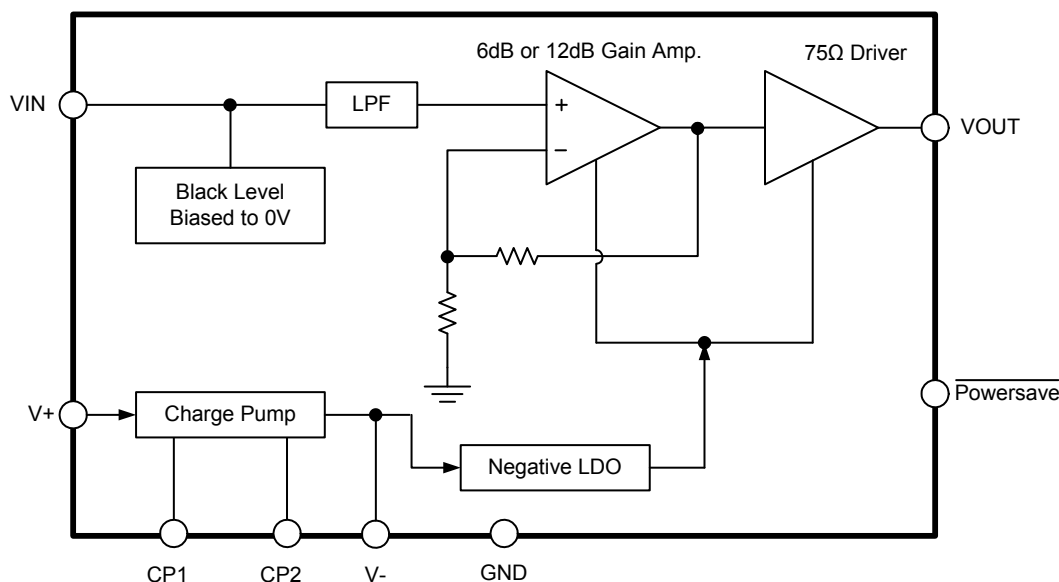 6dB or 12dB Gain Amp.
75Ω Driver
VIN
LPF
+
−
VOUT
Black Level
Biased to 0V
V+
Charge Pump
Powersave
Negative LDO
CP1
CP2
V-
GND